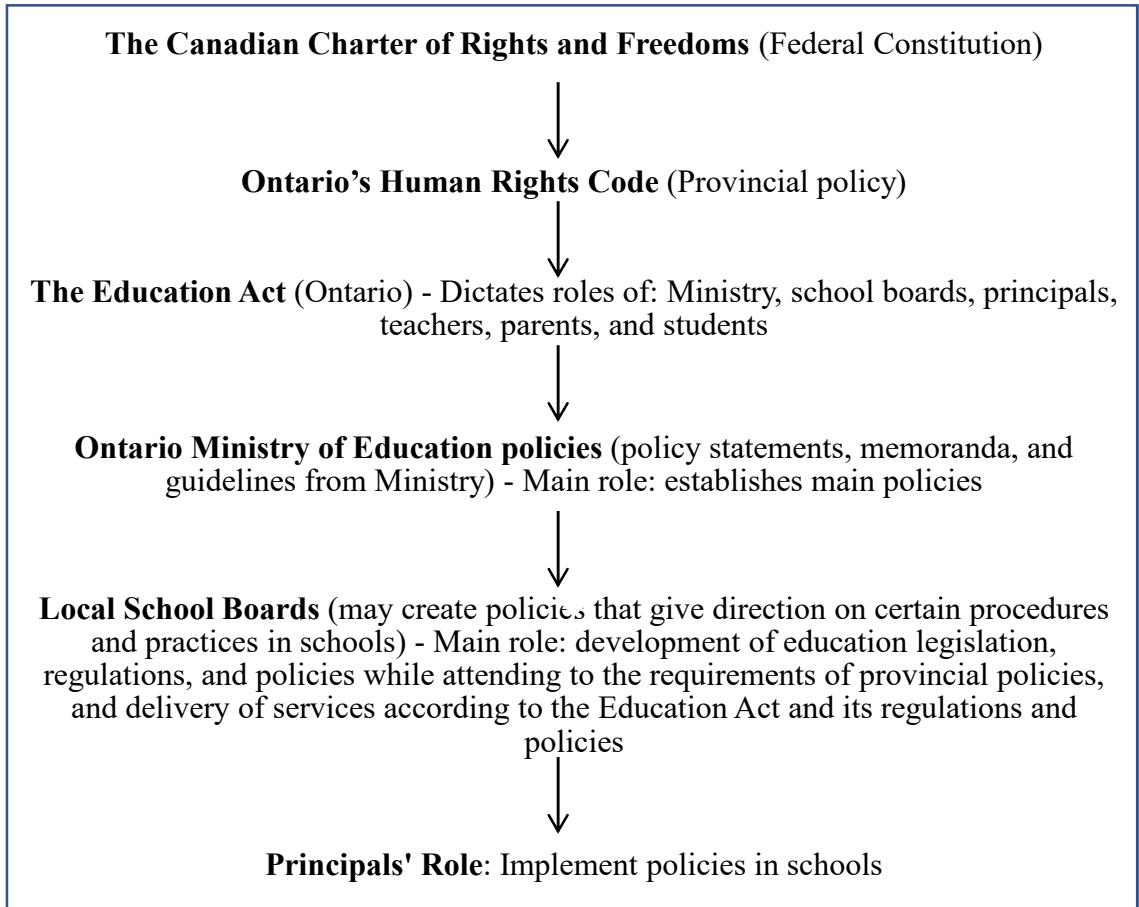 The Canadian Charter of Rights and Freedoms (Federal Constitution)
Ontario’s Human Rights Code (Provincial policy)
The Education Act (Ontario) - Dictates roles of: Ministry, school boards, principals,
teachers, parents, and students
Ontario Ministry of Education policies (policy statements, memoranda, and
guidelines from Ministry) - Main role: establishes main policies
Local School Boards (may create policies that give direction on certain procedures
and practices in schools) - Main role: development of education legislation,
regulations, and policies while attending to the requirements of provincial policies,
and delivery of services according to the Education Act and its regulations and
policies
Principals' Role: Implement policies in schools